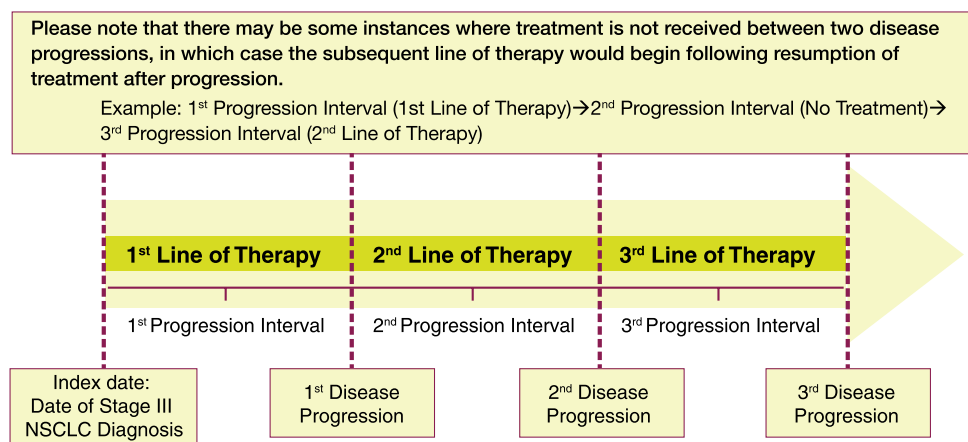 Please note that there may be some instances where treatment is not received between two disease
progressions, in which case the subsequent line of therapy would begin following resumption of
treatment after progression.
Example: 1st Progression Interval (1st Line of Therapy)→2nd Progression Interval (No Treatment)→
3rd Progression Interval (2nd Line of Therapy)
1st Line of Therapy
2nd Line of Therapy
3rd Line of Therapy
1st Progression Interval
2nd Progression Interval
3rd Progression Interval
Index date:
Date of Stage III
NSCLC Diagnosis
1st Disease
Progression
2nd Disease
Progression
3rd Disease
Progression